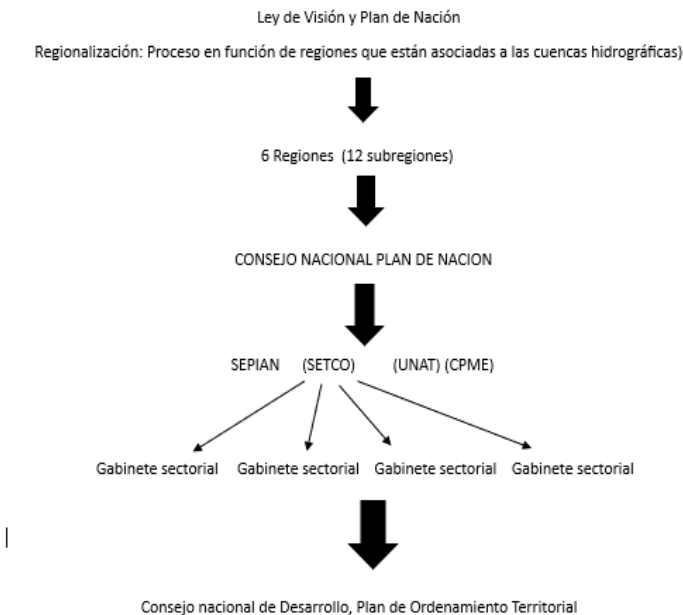 Ley de Visión y Plan de Nación
Regionalización: Proceso en función de regiones que están asociadas a las cuencas hidrográficas)
6 Regiones (12 subregiones)
CONSEJO NACIONAL PLAN DE NACION
SEPIAN (SETCO) (UNAT) (CPME)
Gabinete sectorial Gabinete sectorial Gabinete sectorial Gabinete sectorial
Consejo nacional de Desarrollo, Plan de Ordenamiento Territorial